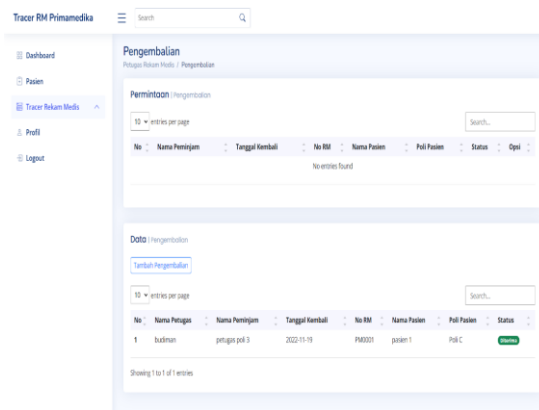 Tracer RM Primamedika
Search
Dashboard
Pasien
Tracer Rekam Medis
Profil
Logout
Pengembalian
Petugas Rekam Medis / Pengembalian
Permintaan | Pengembalian
10 entries per page
Search...
No Nama Peminjam Tanggal Kembali No RM Nama Pasien Poli Pasien Status Opsi
No entries found
Data | Pengembalian
Tambah Pengembalian
10 entries per page
Search...
No Nama Petugas Nama Peminjam Tanggal Kembali No RM Nama Pasien Poli Pasien Status
1 budiman petugas poli 3 2022-11-19 PM0001 pasien 1 Poli C Diterima
Showing 1 to 1 of 1 entries